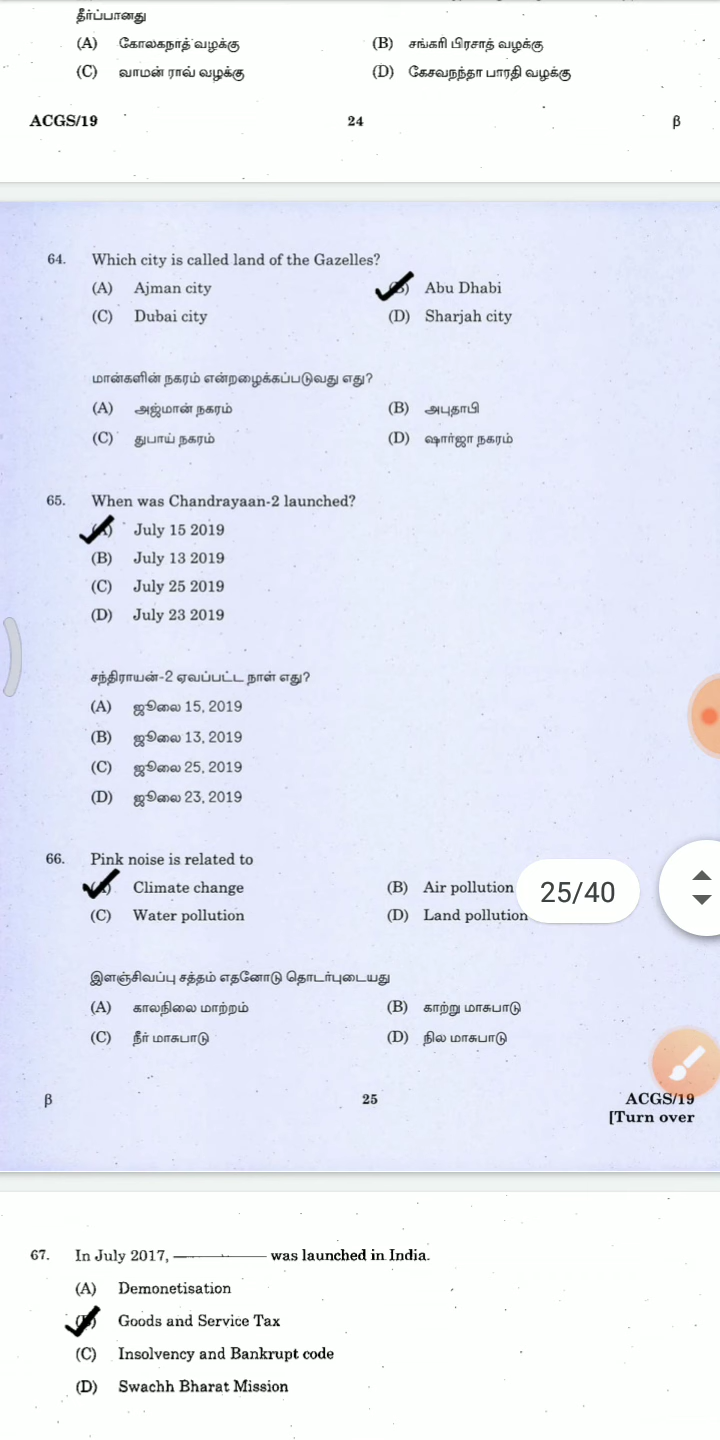 தீர்ப்பானது
(A) கோலகநாத் வழக்கு (B) சங்கரி பிரசாத் வழக்கு
(C) வாமன் ராவ் வழக்கு (D) கேசவநந்தா பாரதி வழக்கு
ACGS/19 24 β
64. Which city is called land of the Gazelles?
(A) Ajman city (B) Abu Dhabi
(C) Dubai city (D) Sharjah city
மான்களின் நகரம் என்றழைக்கப்படுவது எது?
(A) அஜ்மான் நகரம் (B) அபுதாபி
(C) துபாய் நகரம் (D) ஷார்ஜா நகரம்
65. When was Chandrayaan-2 launched?
(A) July 15 2019
(B) July 13 2019
(C) July 25 2019
(D) July 23 2019
சந்திராயன்-2 ஏவப்பட்ட நாள் எது?
(A) ஜூலை 15, 2019
(B) ஜூலை 13, 2019
(C) ஜூலை 25, 2019
(D) ஜூலை 23, 2019
66. Pink noise is related to
(A) Climate change (B) Air pollution
(C) Water pollution (D) Land pollution
25/40
இளஞ்சிவப்பு சத்தம் எதனோடு தொடர்புடையது
(A) காலநிலை மாற்றம் (B) காற்று மாசுபாடு
(C) நீர் மாசுபாடு (D) நில மாசுபாடு
β 25 ACGS/19
[Turn over
67. In July 2017, ———— was launched in India.
(A) Demonetisation
(B) Goods and Service Tax
(C) Insolvency and Bankrupt code
(D) Swachh Bharat Mission